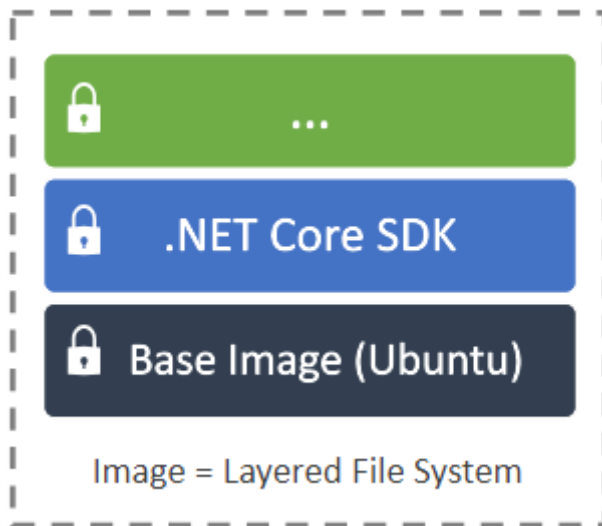 ...
.NET Core SDK
Base Image (Ubuntu)
Image = Layered File System